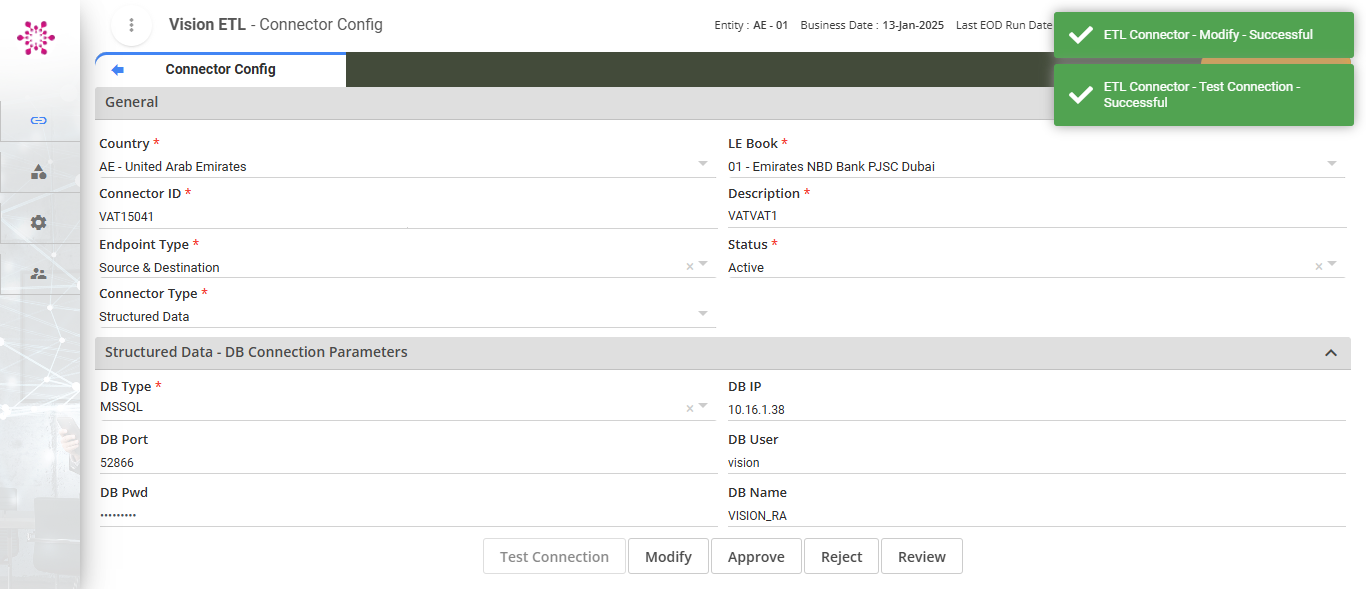 Vision ETL - Connector Config
Entity : AE - 01 Business Date : 13-Jan-2025 Last EOD Run Date
ETL Connector - Modify - Successful
ETL Connector - Test Connection -
Successful
Connector Config
General
Country *
LE Book *
AE - United Arab Emirates
01 - Emirates NBD Bank PJSC Dubai
Connector ID *
Description *
VAT15041
VATVAT1
Endpoint Type *
Status *
Source & Destination
×
Active
×
Connector Type *
Structured Data
Structured Data - DB Connection Parameters
DB Type *
DB IP
MSSQL
×
10.16.1.38
DB Port
DB User
52866
vision
DB Pwd
DB Name
•••••••••
VISION_RA
Test Connection
Modify
Approve
Reject
Review